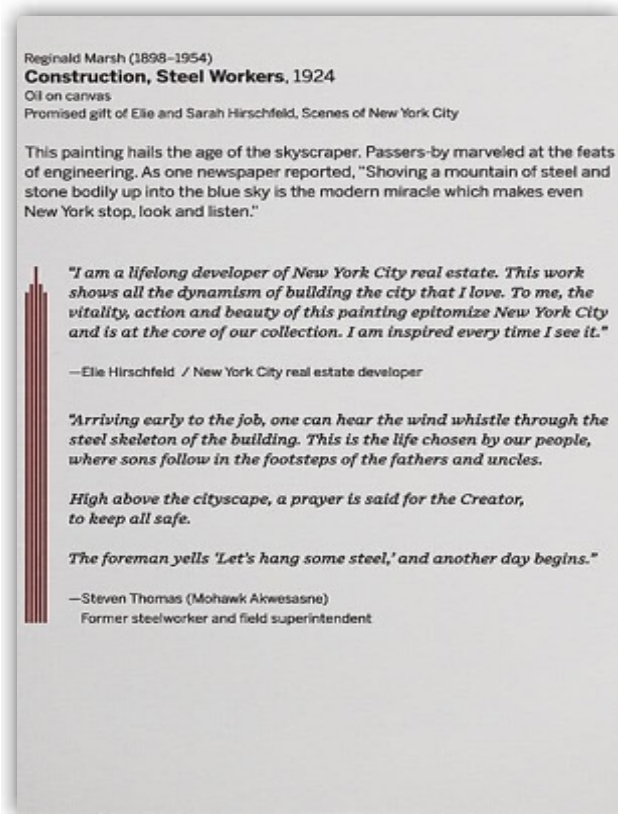 Reginald Marsh (1898–1954)
Construction, Steel Workers, 1924
Oil on canvas
Promised gift of Elie and Sarah Hirschfeld, Scenes of New York City
This painting hails the age of the skyscraper. Passers-by marveled at the feats
of engineering. As one newspaper reported, "Shoving a mountain of steel and
stone bodily up into the blue sky is the modern miracle which makes even
New York stop, look and listen."
"I am a lifelong developer of New York City real estate. This work
shows all the dynamism of building the city that I love. To me, the
vitality, action and beauty of this painting epitomize New York City
and is at the core of our collection. I am inspired every time I see it."
—Elie Hirschfeld / New York City real estate developer
"Arriving early to the job, one can hear the wind whistle through the
steel skeleton of the building. This is the life chosen by our people,
where sons follow in the footsteps of the fathers and uncles.
High above the cityscape, a prayer is said for the Creator,
to keep all safe.
The foreman yells 'Let's hang some steel,' and another day begins."
—Steven Thomas (Mohawk Akwesasne)
Former steelworker and field superintendent